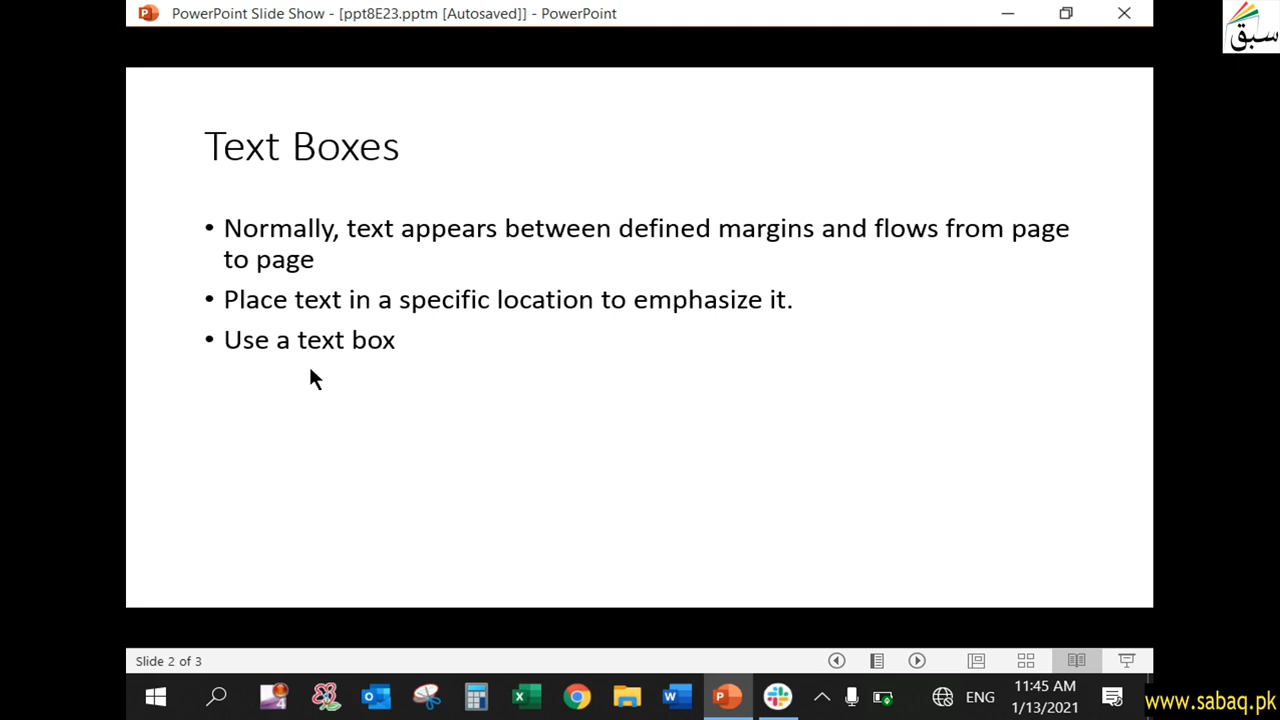 PowerPoint Slide Show - [ppt8E23.pptm [Autosaved]] - PowerPoint
سبق
Text Boxes
• Normally, text appears between defined margins and flows from page
to page
• Place text in a specific location to emphasize it.
• Use a text box
Slide 2 of 3
4
ENG
11:45 AM
1/13/2021
www.sabaq.pk